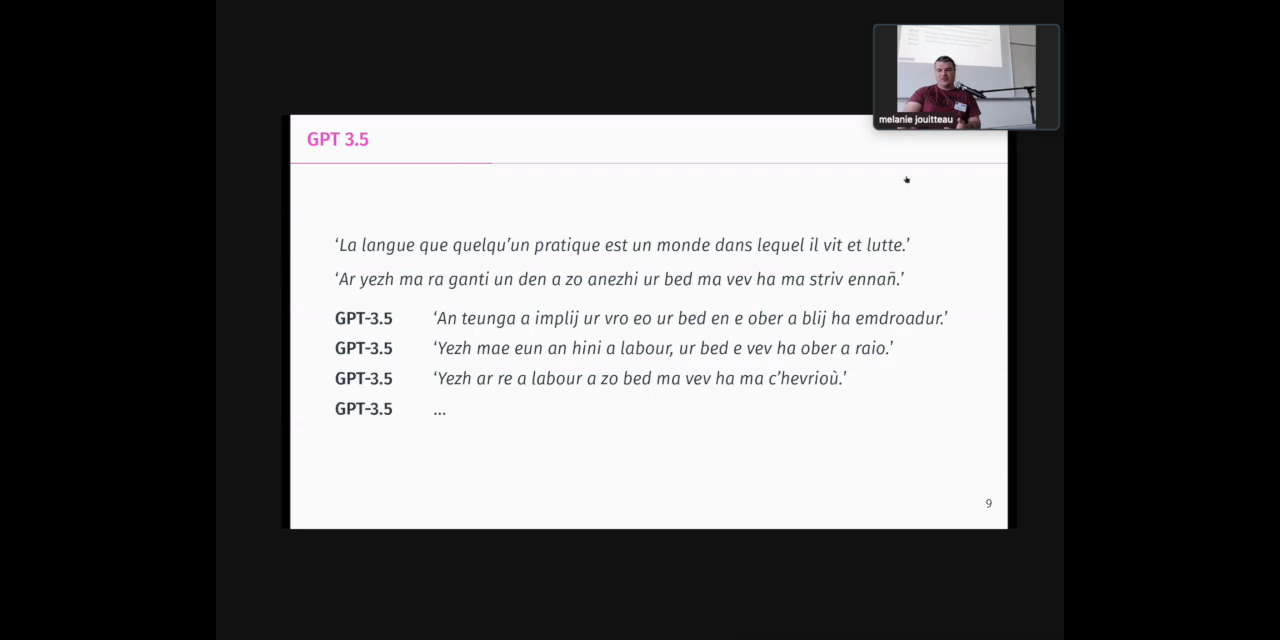 melanie jouitteau
GPT 3.5
‘La langue que quelqu’un pratique est un monde dans lequel il vit et lutte.’
‘Ar yezh ma ra ganti un den a zo anezhi ur bed ma vev ha ma striv ennañ.’
GPT-3.5 ‘An teunga a implij ur vro eo ur bed en e ober a blij ha emdroadur.’
GPT-3.5 ‘Yezh mae eun an hini a labour, ur bed e vev ha ober a raio.’
GPT-3.5 ‘Yezh ar re a labour a zo bed ma vev ha ma c’hevrioù.’
GPT-3.5 ...
9